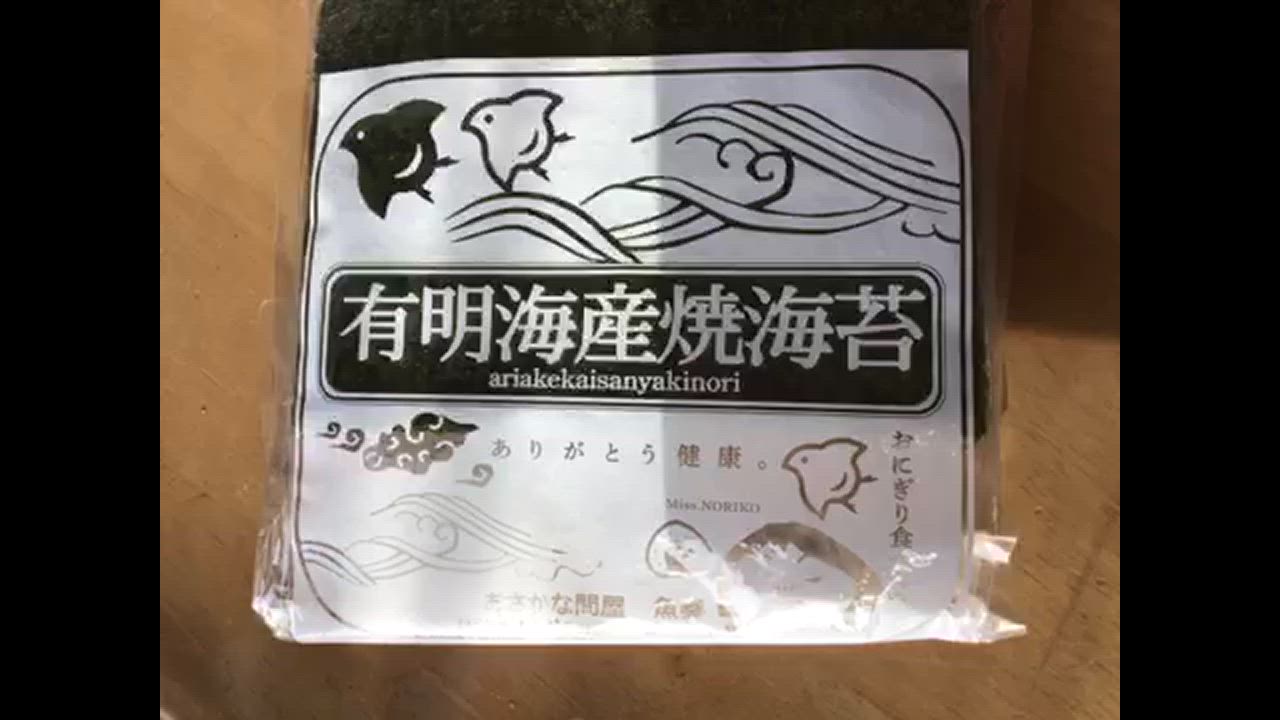 有明海産焼海苔
ariakekaisanyakinori
ありがとう健康。
Miss.NORIKO
おにぎり食
おさかな問屋 魚